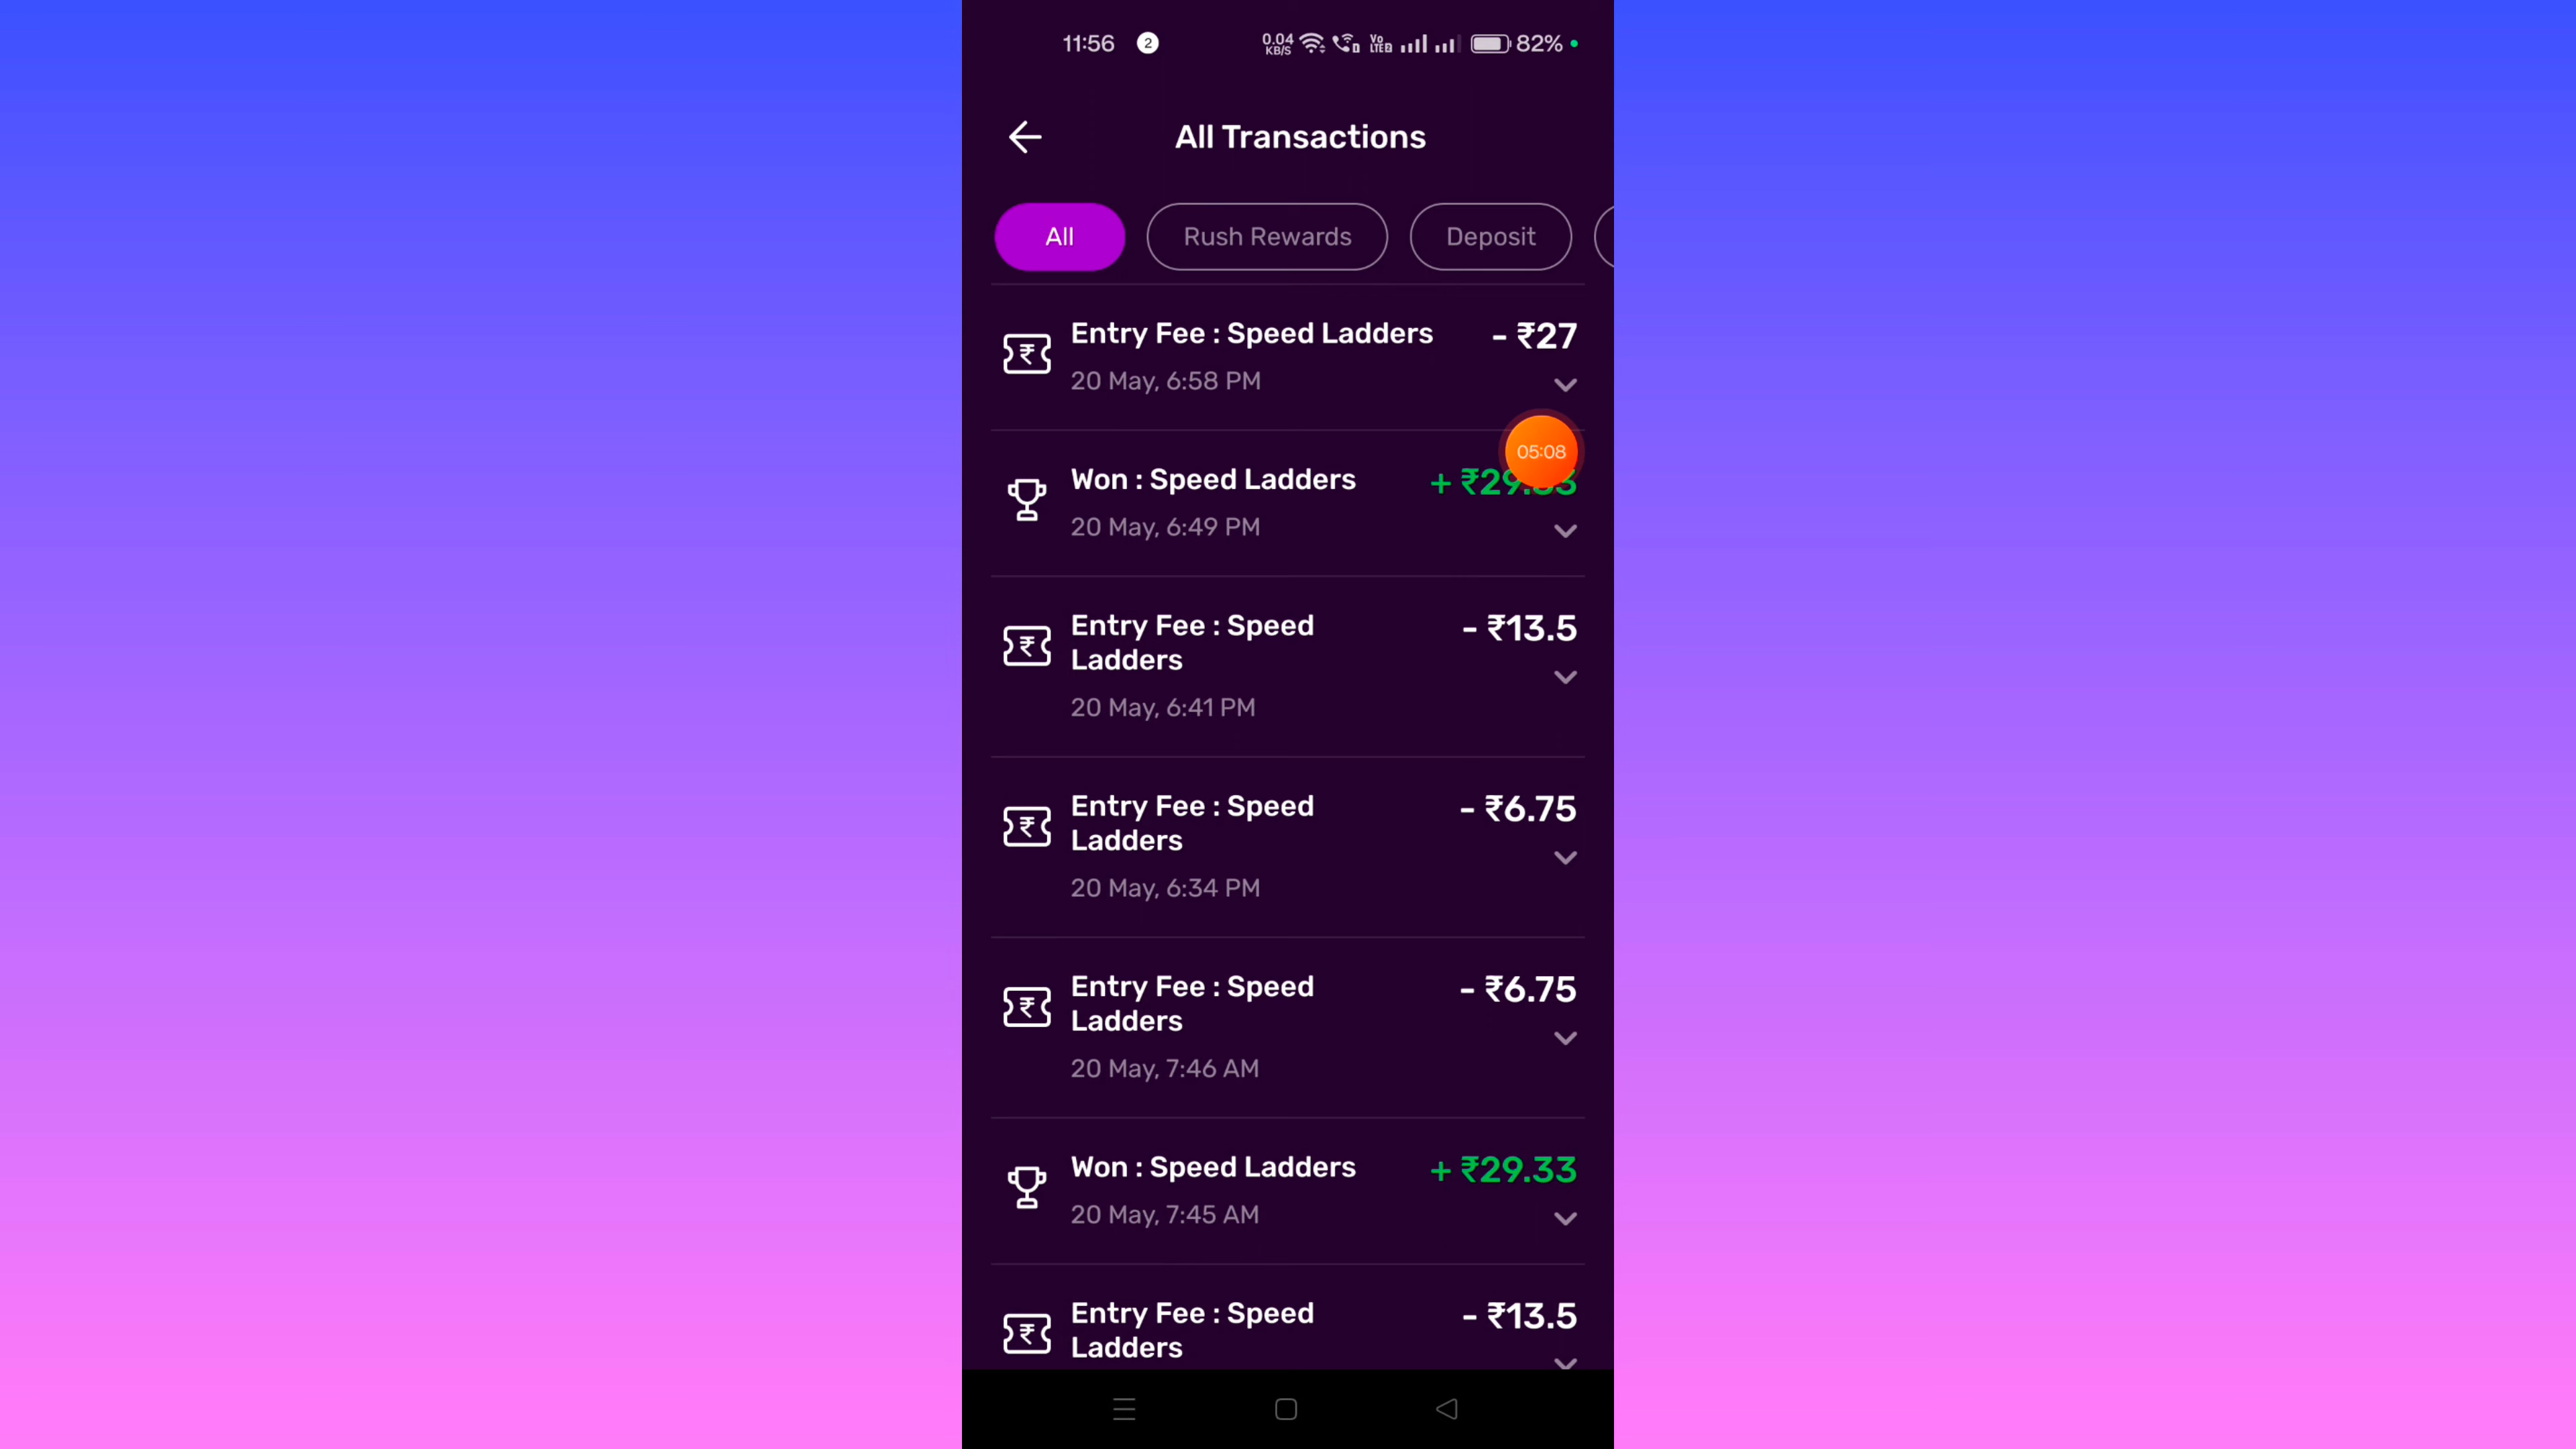 11:56 2 0.04 KB/S Vo LTE 82%
All Transactions
All Rush Rewards Deposit
Entry Fee : Speed Ladders - ₹27
20 May, 6:58 PM
05:08
Won : Speed Ladders + ₹29.
20 May, 6:49 PM
Entry Fee : Speed - ₹13.5
Ladders
20 May, 6:41 PM
Entry Fee : Speed - ₹6.75
Ladders
20 May, 6:34 PM
Entry Fee : Speed - ₹6.75
Ladders
20 May, 7:46 AM
Won : Speed Ladders + ₹29.33
20 May, 7:45 AM
Entry Fee : Speed - ₹13.5
Ladders